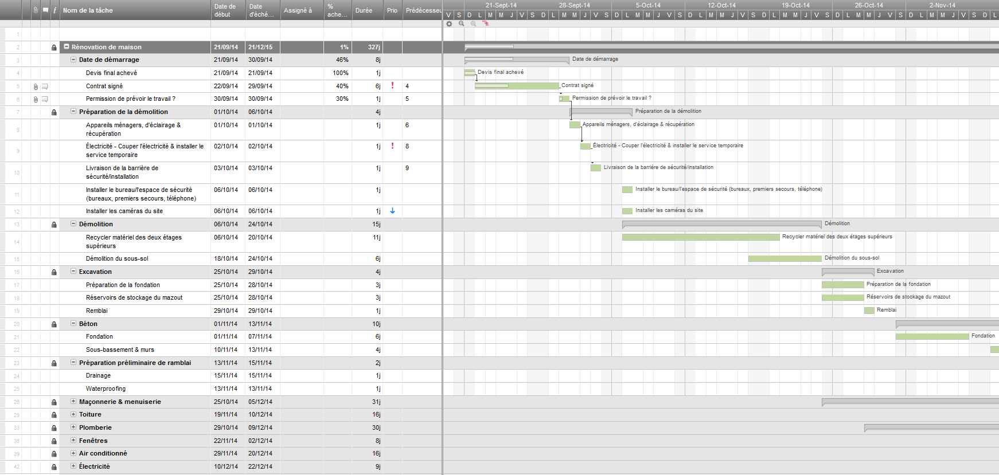 21-Sept-14 28-Sept-14 5-Oct-14 12-Oct-14 19-Oct-14 26-Oct-14 2-Nov-14
i Nom de la tâche Date de début Date d'éché... Assigné à % ache... Durée Prio Prédécesseu
V S D L M M J V S D L M M J V S D L M M J V S D L M M J V S D L M M J V S D L M M J V S D L M M J V S D L
1
2 Rénovation de maison 21/09/14 21/12/15 1% 327j
3 Date de démarrage 21/09/14 30/09/14 46% 8j Date de démarrage
4 Devis final achevé 21/09/14 21/09/14 100% 1j Devis final achevé
5 Contrat signé 22/09/14 29/09/14 40% 6j ! 4 Contrat signé
6 Permission de prévoir le travail ? 30/09/14 30/09/14 30% 1j 5 Permission de prévoir le travail ?
7 Préparation de la démolition 01/10/14 06/10/14 4j Préparation de la démolition
8 Appareils ménagers, d'éclairage & récupération 01/10/14 01/10/14 1j 6 Appareils ménagers, d'éclairage & récupération
9 Électricité - Couper l'électricité & installer le service temporaire 02/10/14 02/10/14 1j ! 8 Électricité - Couper l'électricité & installer le service temporaire
10 Livraison de la barrière de sécurité/installation 03/10/14 03/10/14 1j 9 Livraison de la barrière de sécurité/installation
11 Installer le bureau/l'espace de sécurité (bureaux, premiers secours, téléphone) 06/10/14 06/10/14 1j Installer le bureau/l'espace de sécurité (bureaux, premiers secours, téléphone)
12 Installer les caméras du site 06/10/14 06/10/14 1j Installer les caméras du site
13 Démolition 06/10/14 24/10/14 15j Démolition
14 Recycler matériel des deux étages supérieurs 06/10/14 20/10/14 11j Recycler matériel des deux étages supérieurs
15 Démolition du sous-sol 18/10/14 24/10/14 6j Démolition du sous-sol
16 Excavation 25/10/14 29/10/14 4j Excavation
17 Préparation de la fondation 25/10/14 28/10/14 3j Préparation de la fondation
18 Réservoirs de stockage du mazout 25/10/14 28/10/14 3j Réservoirs de stockage du mazout
19 Remblai 29/10/14 29/10/14 1j Remblai
20 Béton 01/11/14 13/11/14 10j
21 Fondation 01/11/14 07/11/14 6j Fondation
22 Sous-bassement & murs 10/11/14 13/11/14 4j
23 Préparation préliminaire de ramblai 13/11/14 15/11/14 2j
24 Drainage 15/11/14 15/11/14 1j
25 Waterproofing 13/11/14 13/11/14 1j
26 Maçonnerie & menuiserie 25/10/14 05/12/14 31j
29 Toiture 19/11/14 10/12/14 16j
33 Plomberie 29/10/14 09/12/14 30j
36 Fenêtres 22/11/14 02/12/14 8j
39 Air conditionné 29/11/14 20/12/14 16j
42 Électricité 10/12/14 22/12/14 9j